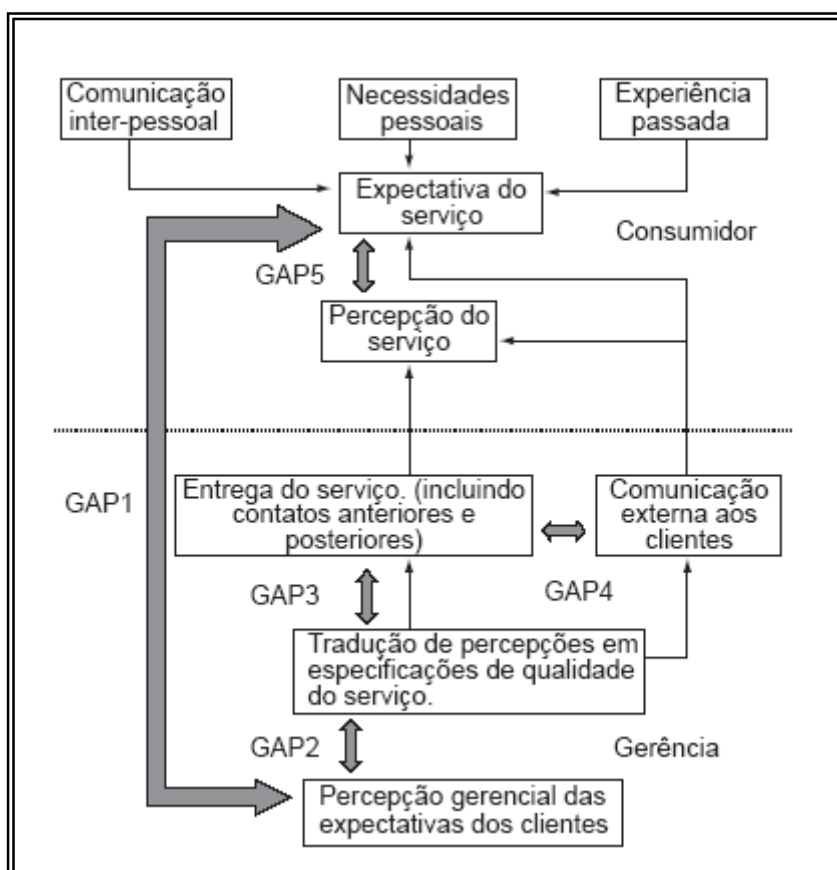 Comunicação
inter-pessoal
Necessidades
pessoais
Experiência
passada
Expectativa do
serviço
Consumidor
GAP5
Percepção do
serviço
GAP1
Entrega do serviço. (incluindo
contatos anteriores e
posteriores)
Comunicação
externa aos
clientes
GAP3
GAP4
Tradução de percepções em
especificações de qualidade
do serviço.
GAP2
Gerência
Percepção gerencial das
expectativas dos clientes